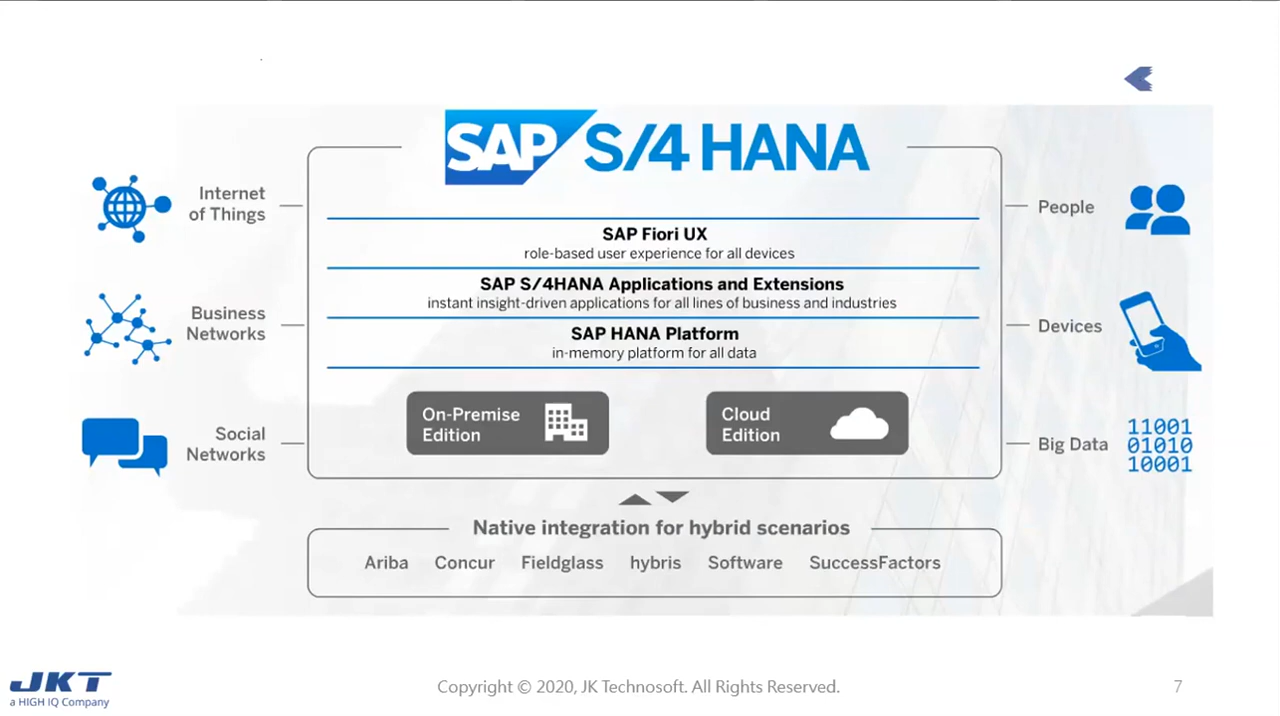 SAP S/4 HANA
Internet
of Things
Business
Networks
Social
Networks
SAP Fiori UX
role-based user experience for all devices
SAP S/4HANA Applications and Extensions
instant insight-driven applications for all lines of business and industries
SAP HANA Platform
in-memory platform for all data
On-Premise
Edition
Cloud
Edition
People
Devices
Big Data
11001
01010
10001
Native integration for hybrid scenarios
Ariba Concur Fieldglass hybris Software SuccessFactors
JKT
a HIGH IQ Company
Copyright © 2020, JK Technosoft. All Rights Reserved.
7